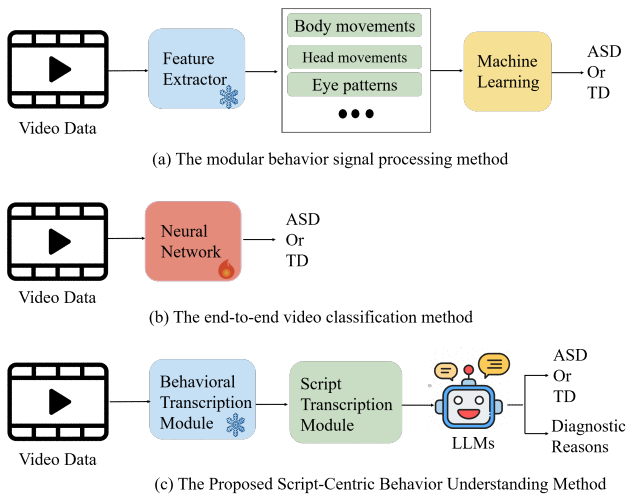 Video Data
Feature
Extractor
Body movements
Head movements
Eye patterns
Machine
Learning
ASD
Or
TD
(a) The modular behavior signal processing method
Video Data
Neural
Network
ASD
Or
TD
(b) The end-to-end video classification method
Video Data
Behavioral
Transcription
Module
Script
Transcription
Module
LLMs
ASD
Or
TD
Diagnostic
Reasons
(c) The Proposed Script-Centric Behavior Understanding Method